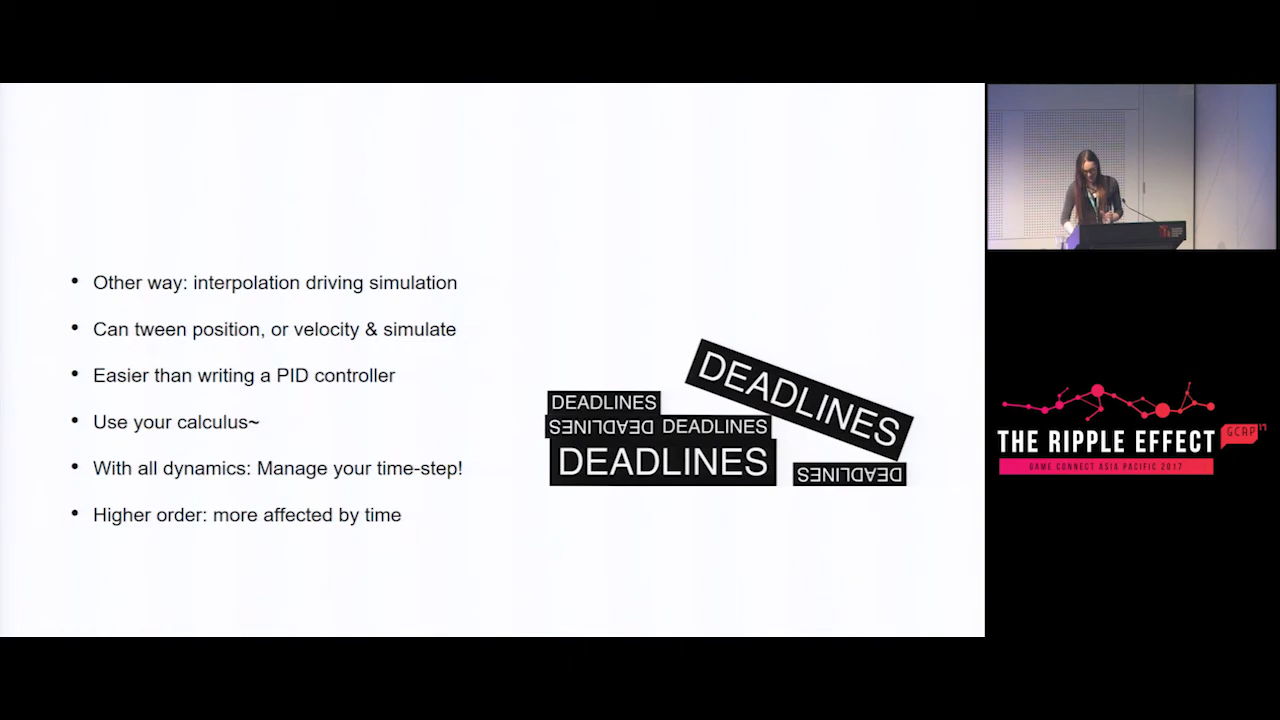 • Other way: interpolation driving simulation
• Can tween position, or velocity & simulate
• Easier than writing a PID controller
• Use your calculus~
• With all dynamics: Manage your time-step!
• Higher order: more affected by time
DEADLINES
DEADLINES
DEADLINES DEADLINES
DEADLINES
DEADLINES
THE RIPPLE EFFECT
GCAP17
GAME CONNECT ASIA PACIFIC 2017